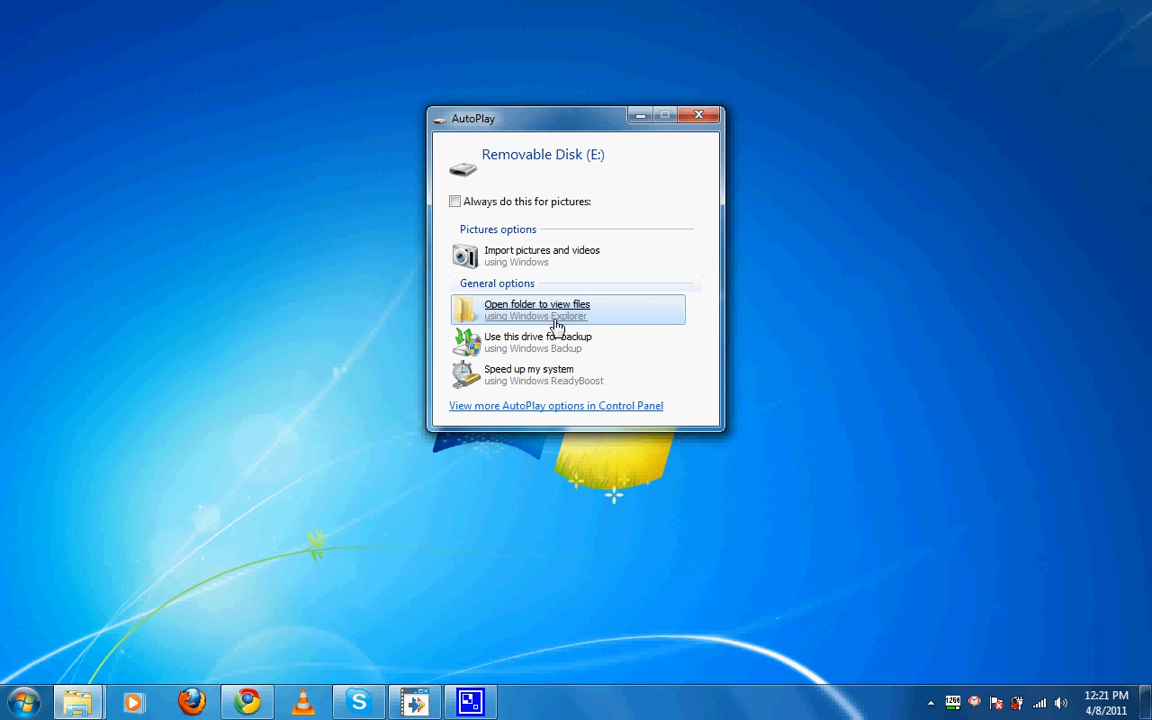 AutoPlay
Removable Disk (E:)
Always do this for pictures:
Pictures options
Import pictures and videos
using Windows
General options
Open folder to view files
using Windows Explorer
Use this drive for backup
using Windows Backup
Speed up my system
using Windows ReadyBoost
View more AutoPlay options in Control Panel
12:21 PM
4/8/2011